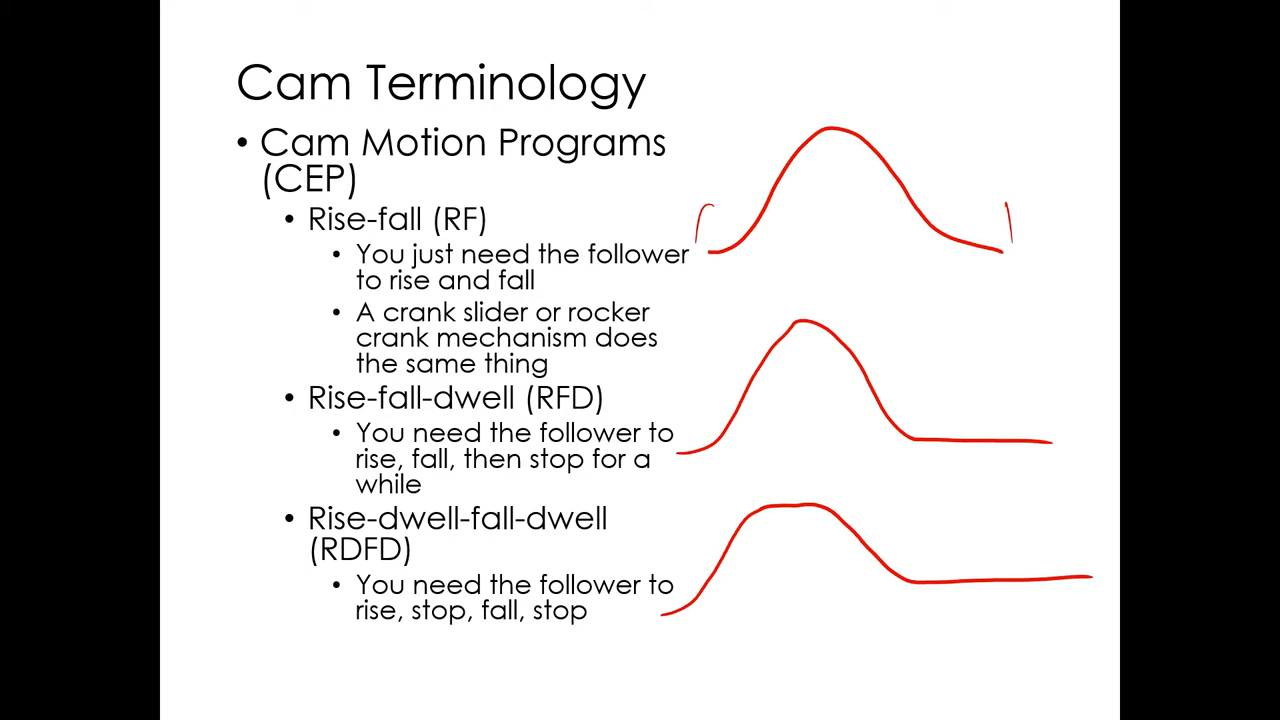 Cam Terminology
• Cam Motion Programs
(CEP)
• Rise-fall (RF)
• You just need the follower
to rise and fall
• A crank slider or rocker
crank mechanism does
the same thing
• Rise-fall-dwell (RFD)
• You need the follower to
rise, fall, then stop for a
while
• Rise-dwell-fall-dwell
(RDFD)
• You need the follower to
rise, stop, fall, stop